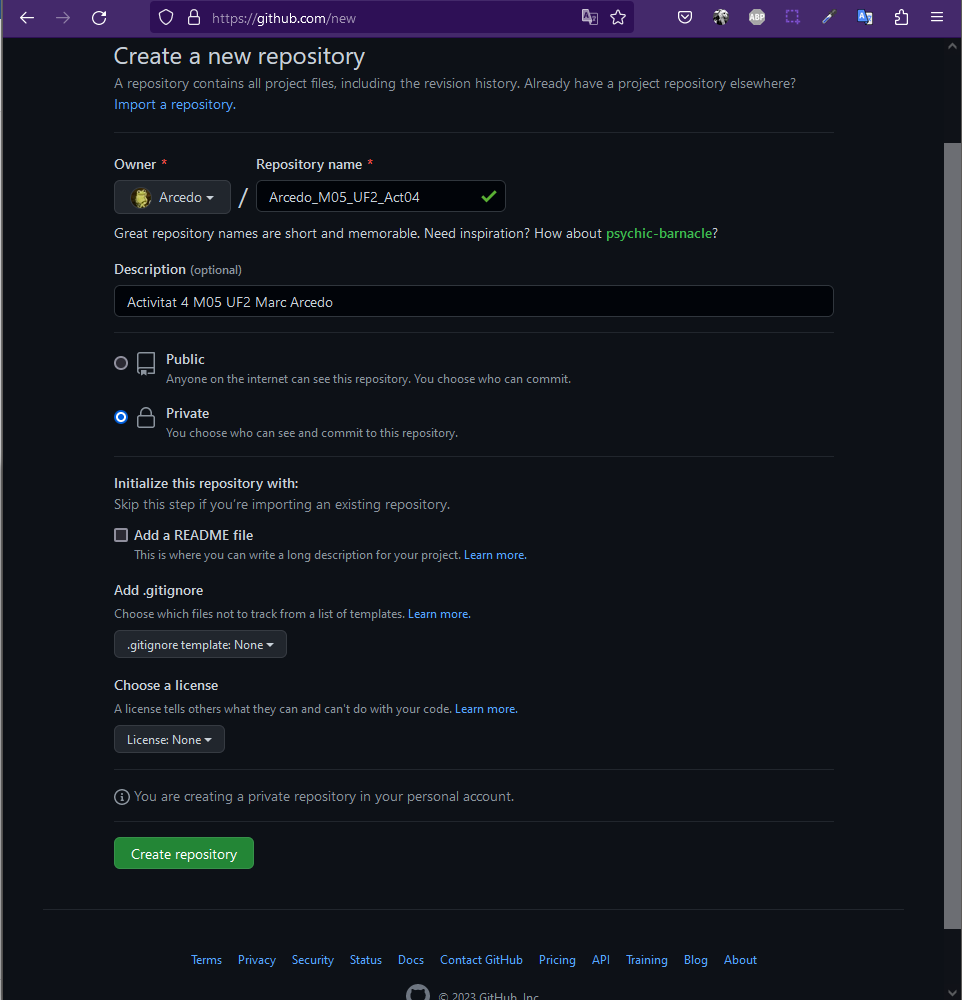 https://github.com/new
ABP
Create a new repository
A repository contains all project files, including the revision history. Already have a project repository elsewhere?
Import a repository.
Owner * Repository name *
Arcedo / Arcedo_M05_UF2_Act04
Great repository names are short and memorable. Need inspiration? How about psychic-barnacle?
Description (optional)
Activitat 4 M05 UF2 Marc Arcedo
Public
Anyone on the internet can see this repository. You choose who can commit.
Private
You choose who can see and commit to this repository.
Initialize this repository with:
Skip this step if you're importing an existing repository.
Add a README file
This is where you can write a long description for your project. Learn more.
Add .gitignore
Choose which files not to track from a list of templates. Learn more.
.gitignore template: None
Choose a license
A license tells others what they can and can't do with your code. Learn more.
License: None
You are creating a private repository in your personal account.
Create repository
Terms Privacy Security Status Docs Contact GitHub Pricing API Training Blog About
© 2023 GitHub, Inc.